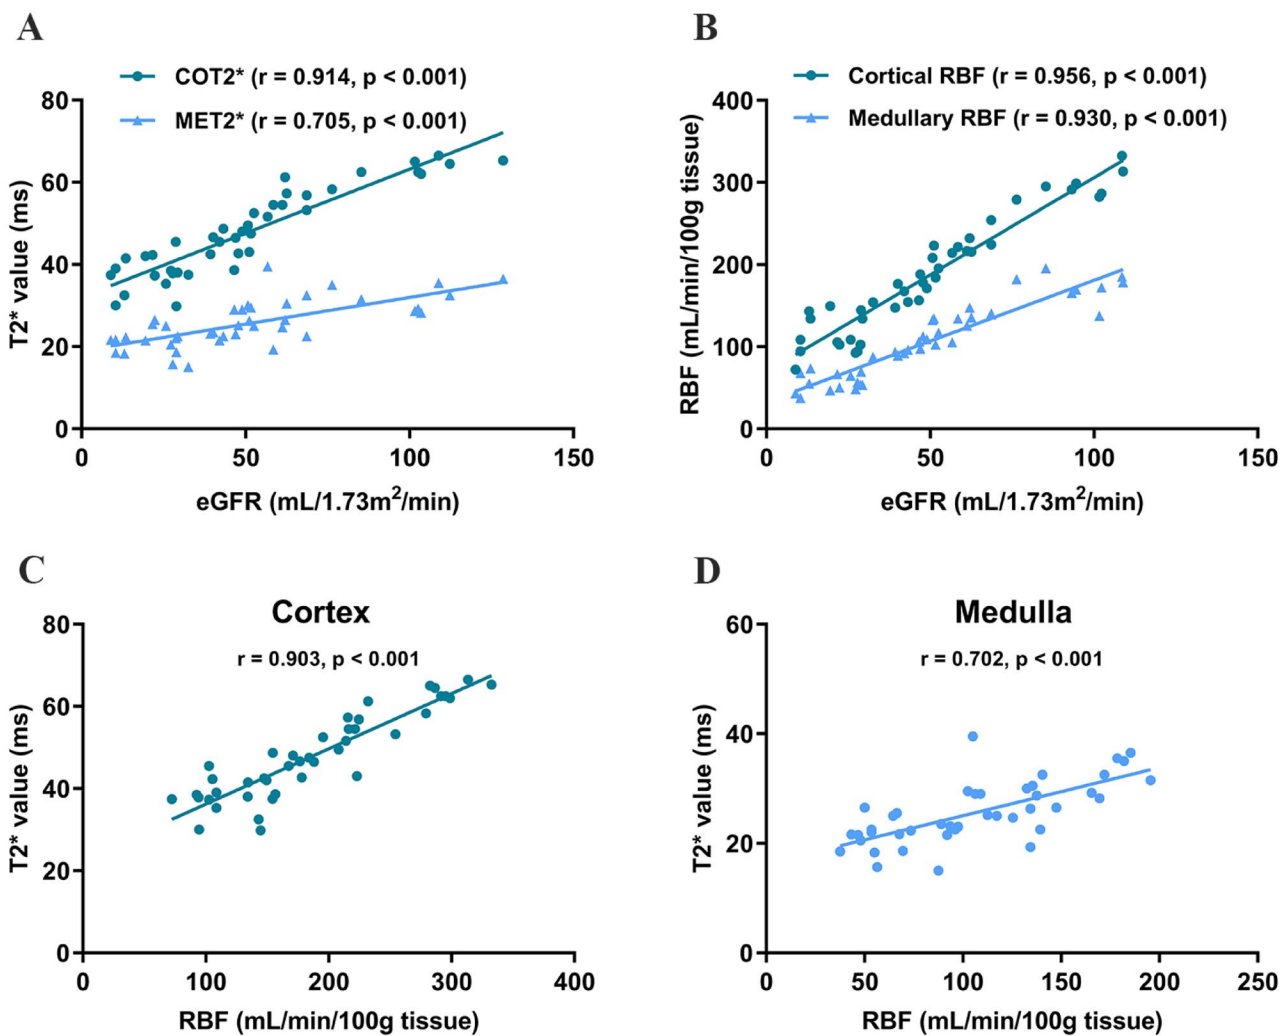 A
COT2* (r = 0.914, p < 0.001)
MET2* (r = 0.705, p < 0.001)
80
60
40
20
0
T2* value (ms)
0 50 100 150
eGFR (mL/1.73m²/min)
B
Cortical RBF (r = 0.956, p < 0.001)
Medullary RBF (r = 0.930, p < 0.001)
400
300
200
100
0
RBF (mL/min/100g tissue)
0 50 100 150
eGFR (mL/1.73m²/min)
C
Cortex
r = 0.903, p < 0.001
80
60
40
20
0
T2* value (ms)
0 100 200 300 400
RBF (mL/min/100g tissue)
D
Medulla
r = 0.702, p < 0.001
60
40
20
0
T2* value (ms)
0 50 100 150 200 250
RBF (mL/min/100g tissue)